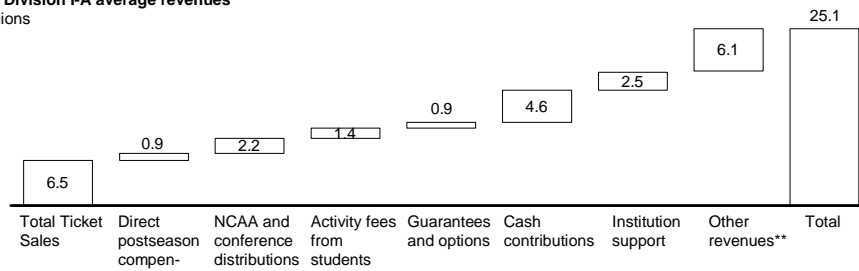 Division I-A average revenues
ions
25.1
6.1
2.5
4.6
0.9
1.4
2.2
0.9
6.5
Total Ticket Sales
Direct postseason compen-
NCAA and conference distributions
Activity fees from students
Guarantees and options
Cash contributions
Institution support
Other revenues**
Total